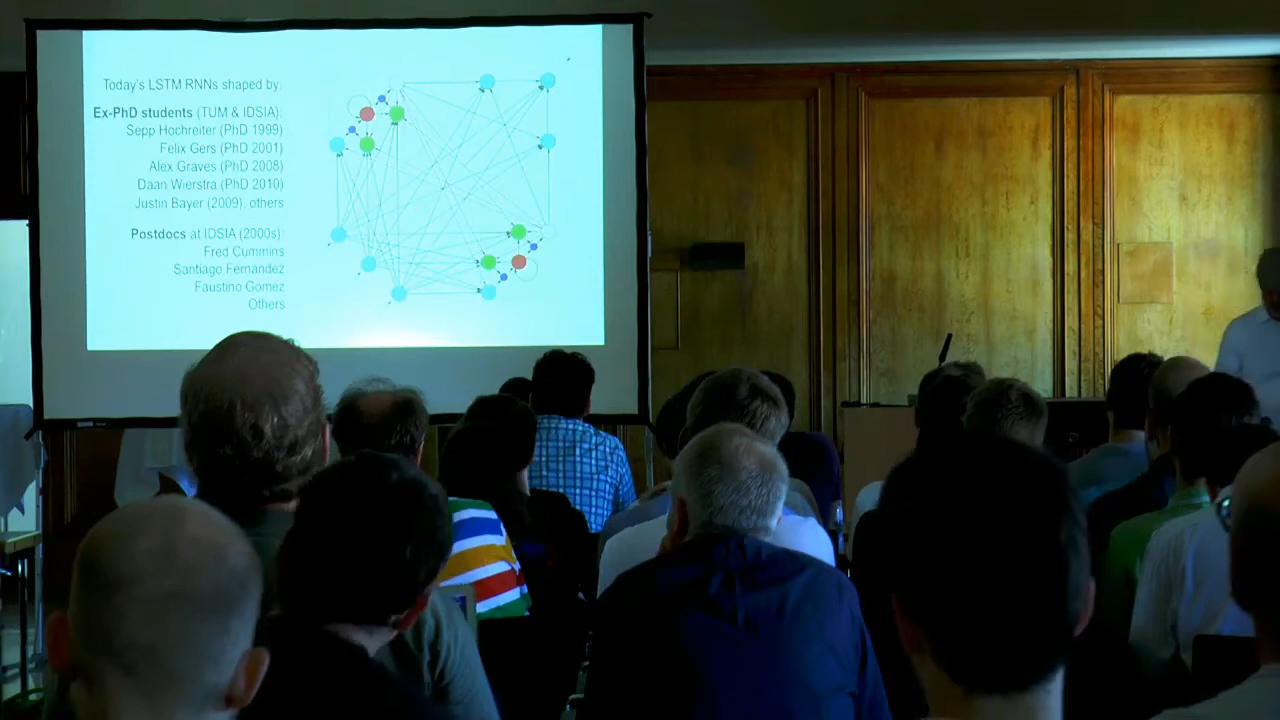 Today's LSTM RNNs shaped by:
Ex-PhD students (TUM & IDSIA):
Sepp Hochreiter (PhD 1999)
Felix Gers (PhD 2001)
Alex Graves (PhD 2008)
Daan Wierstra (PhD 2010)
Justin Bayer (2009), others
Postdocs at IDSIA (2000s):
Fred Cummins
Santiago Fernandez
Faustino Gomez
Others